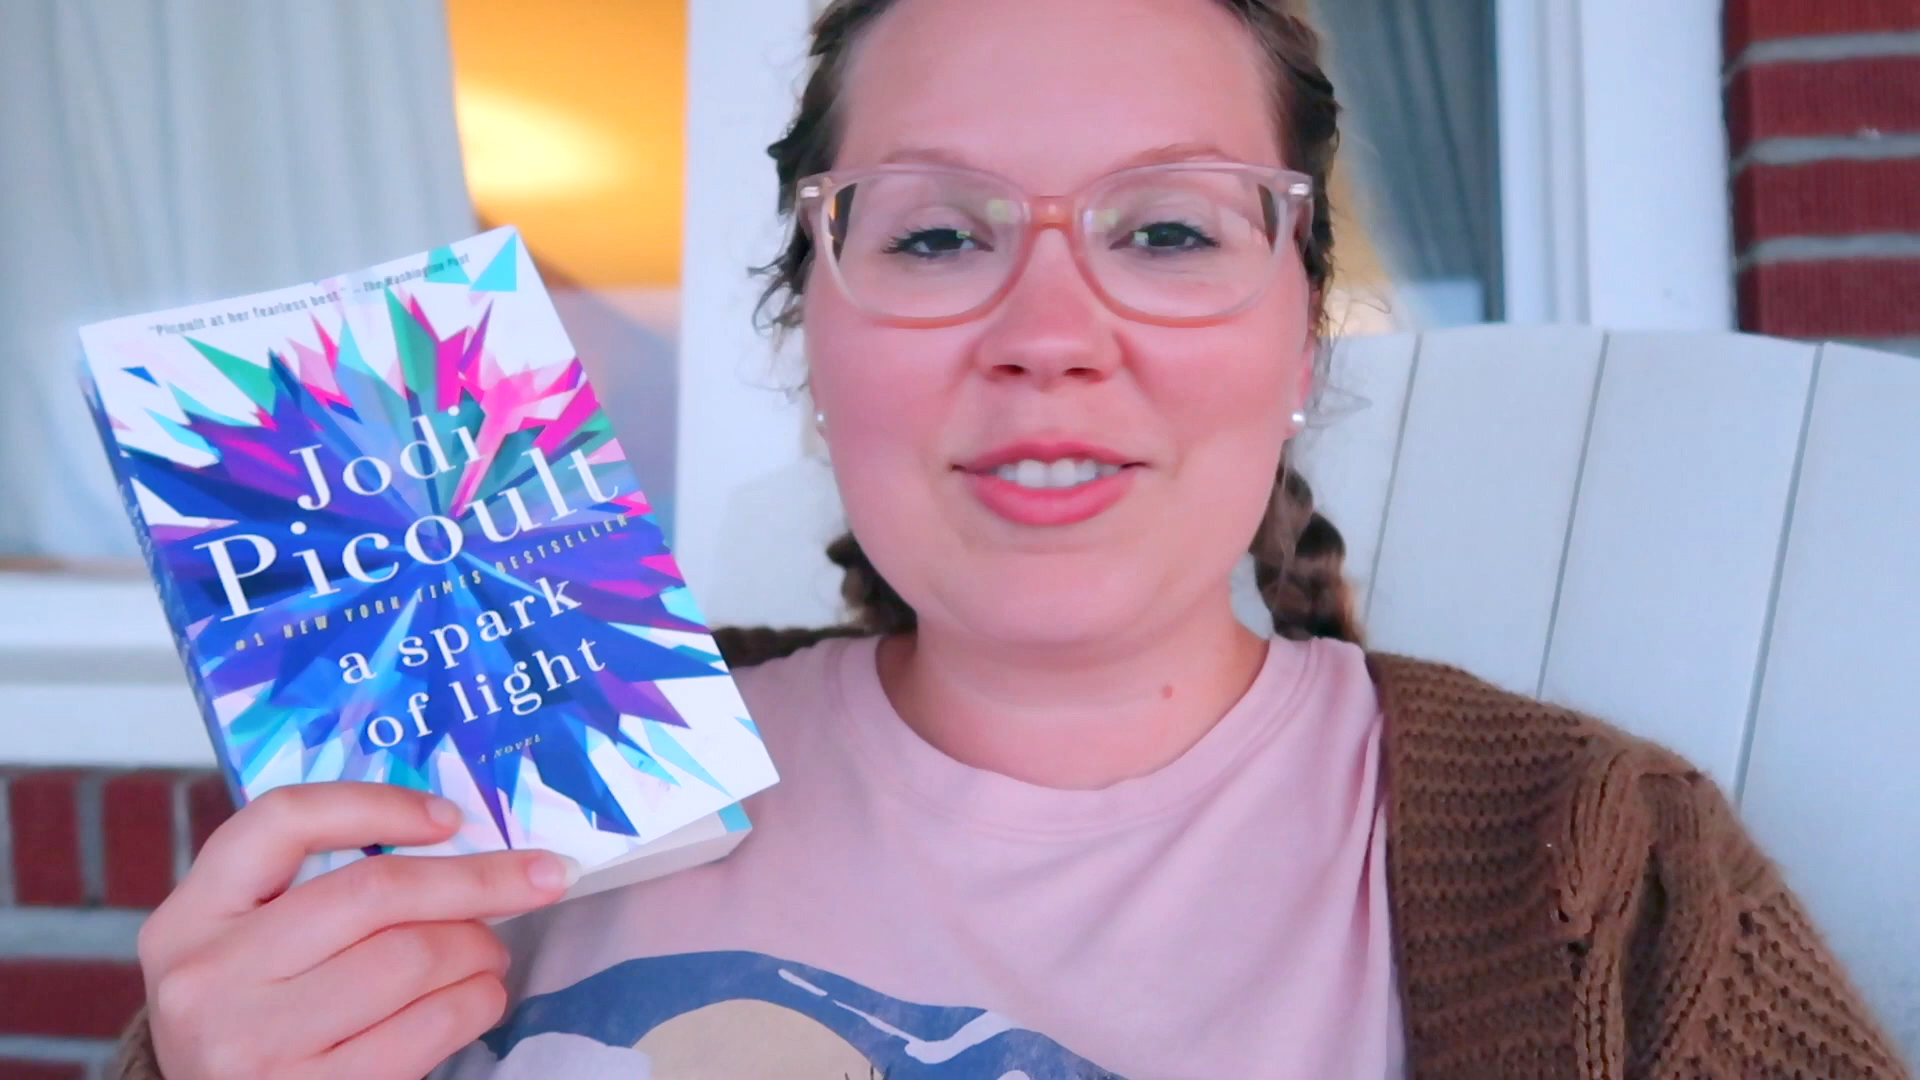 "Picoult at her fearless best." – The Washington Post
Jodi
Picoult
#1 NEW YORK TIMES BESTSELLER
a spark
of light
A NOVEL